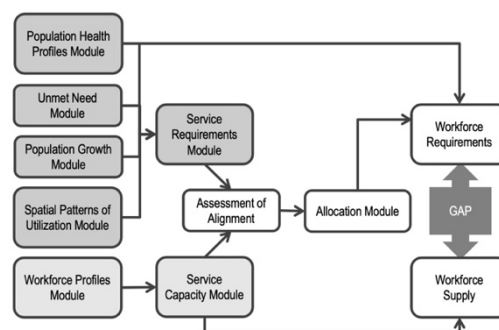 Population Health
Profiles Module
Unmet Need
Module
Population Growth
Module
Spatial Patterns of
Utilization Module
Workforce Profiles
Module
Service
Requirements
Module
Assessment of
Alignment
Service
Capacity Module
Allocation Module
Workforce
Requirements
GAP
Workforce
Supply